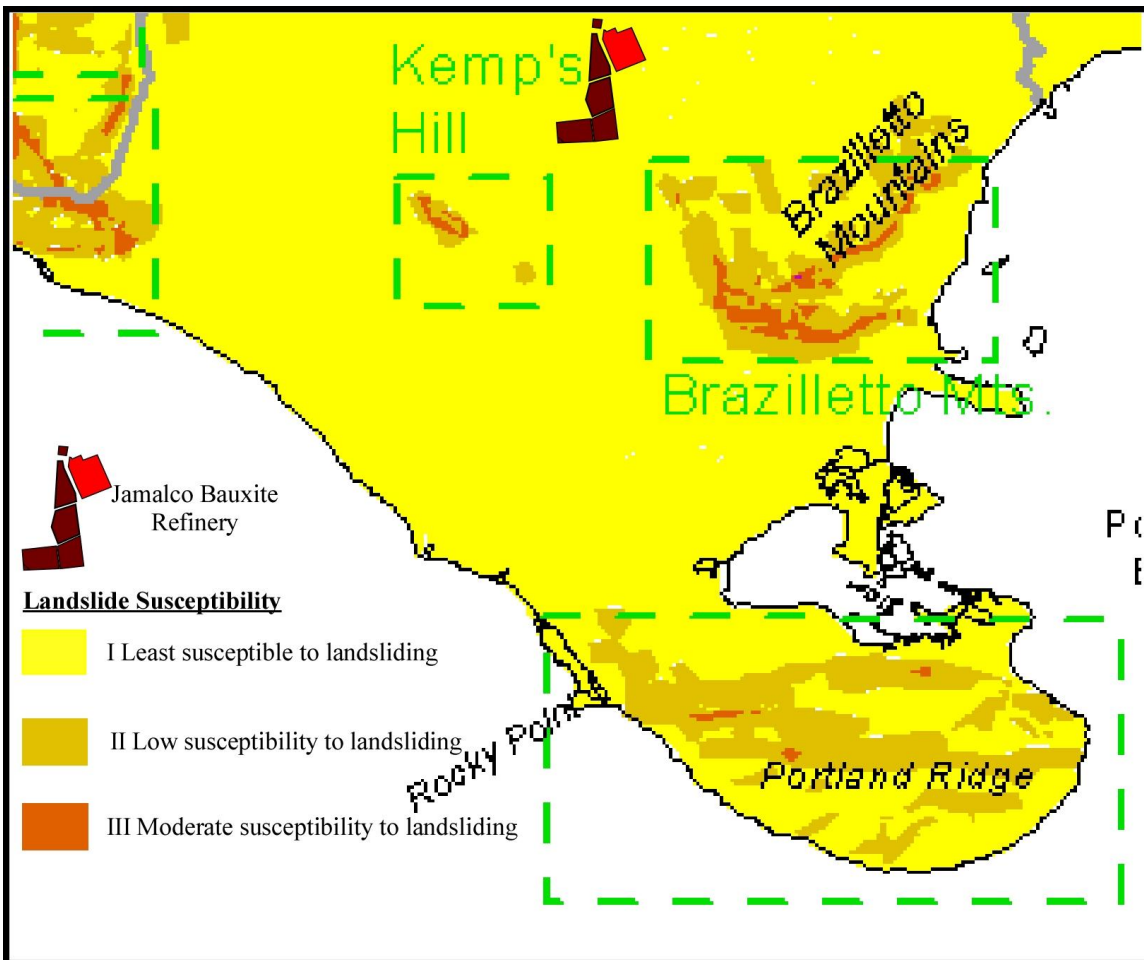 Kemp's
Hill
Brazilletto
Mountains
Brazilletto Mts.
Jamalco Bauxite
Refinery
Landslide Susceptibility
I Least susceptible to landsliding
II Low susceptibility to landsliding
III Moderate susceptibility to landsliding
Rocky Point
Portland Ridge